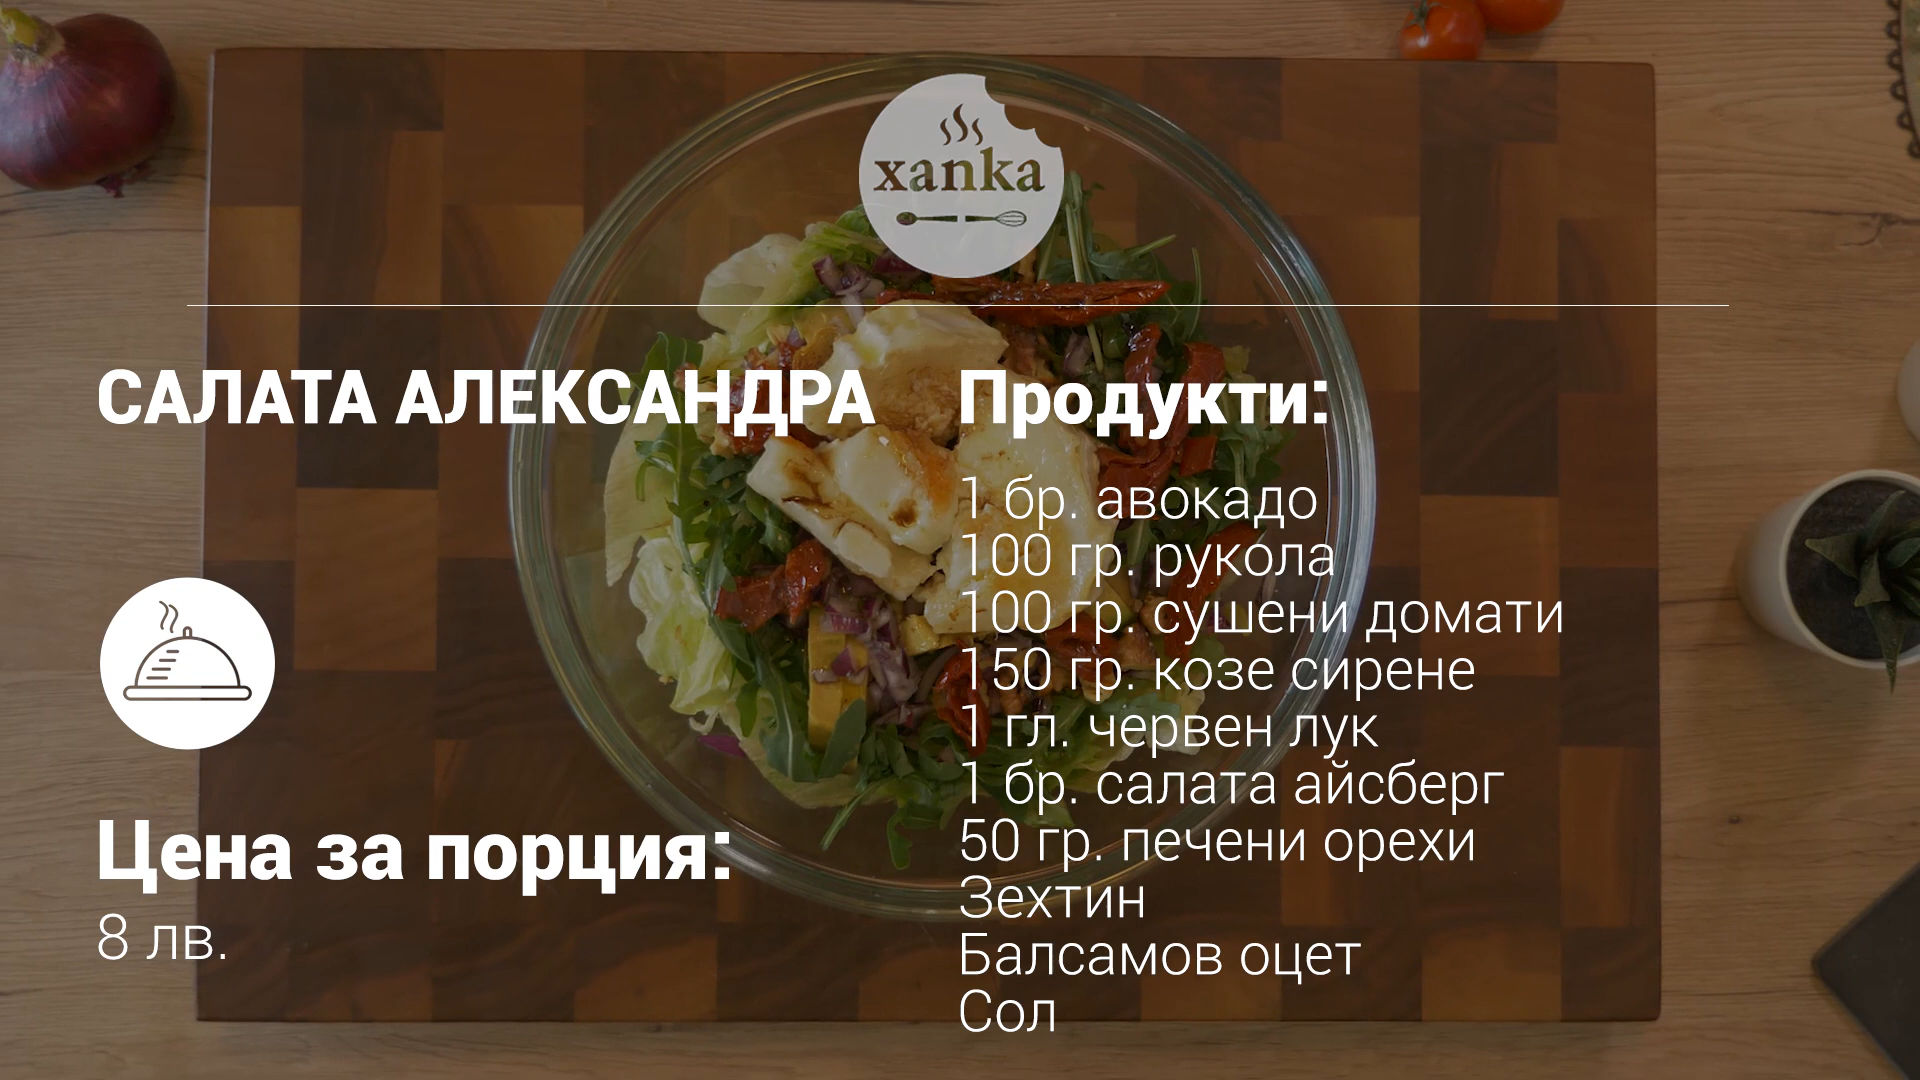 xanka
САЛАТА АЛЕКСАНДРА
Цена за порция:
8 лв.
Продукти:
1 бр. авокадо
100 гр. рукола
100 гр. сушени домати
150 гр. козе сирене
1 гл. червен лук
1 бр. салата айсберг
50 гр. печени орехи
Зехтин
Балсамов оцет
Сол